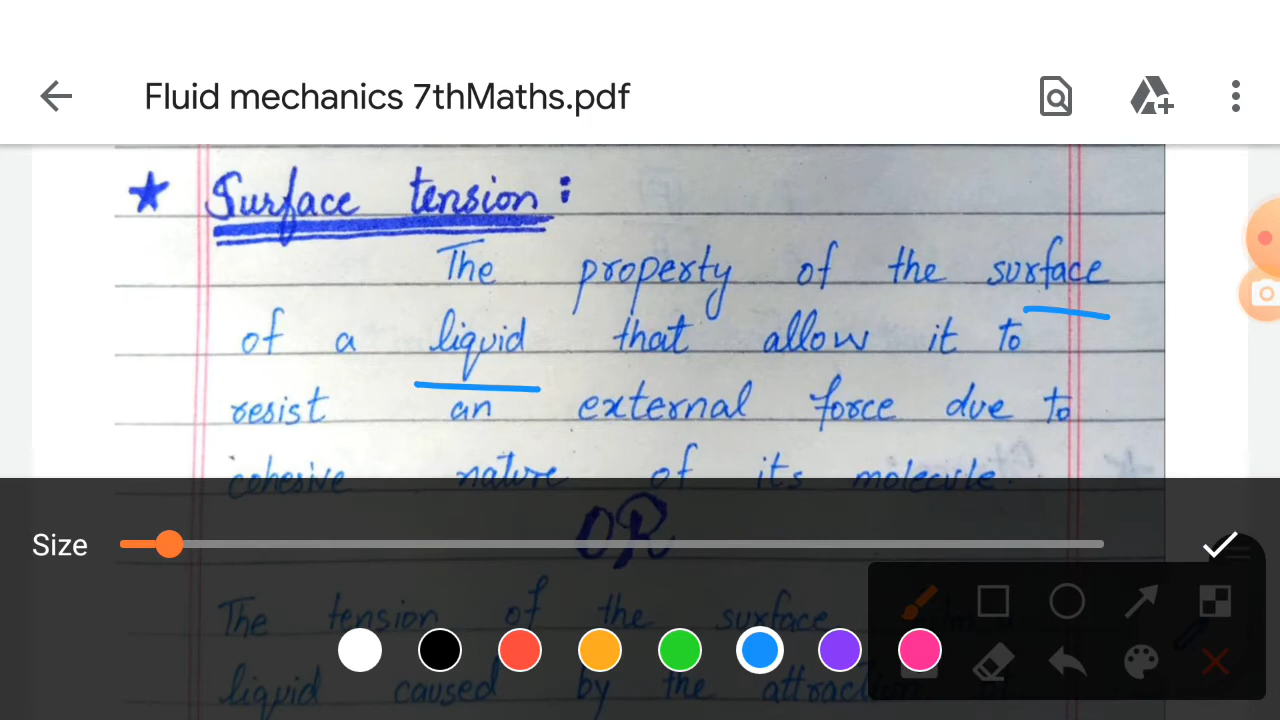 Fluid mechanics 7thMaths.pdf
★ Surface tension:
The property of the surface
of a liquid that allow it to
resist an external force due to
cohesive nature of its molecule.
OR
Size
The tension of the surface
liquid caused by the attraction of